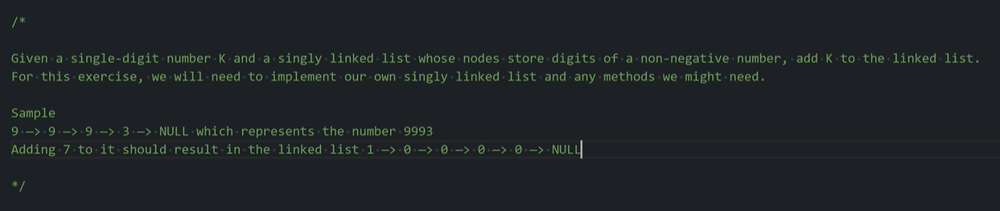 /*
Given a single-digit number K and a singly linked list whose nodes store digits of a non-negative number, add K to the linked list.
For this exercise, we will need to implement our own singly linked list and any methods we might need.
Sample
9 —> 9 —> 9 —> 3 —> NULL which represents the number 9993
Adding 7 to it should result in the linked list 1 —> 0 —> 0 —> 0 —> 0 —> NULL
*/